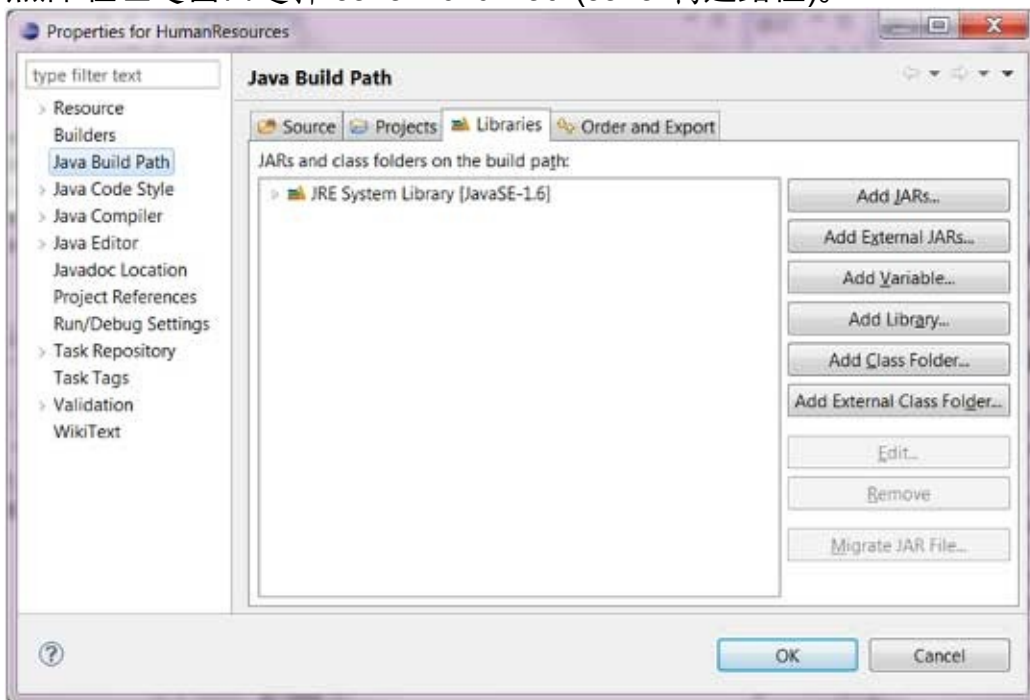 Properties for HumanResources
type filter text
Resource
Builders
Java Build Path
Java Code Style
Java Compiler
Java Editor
Javadoc Location
Project References
Run/Debug Settings
Task Repository
Task Tags
Validation
WikiText
Java Build Path
Source
Projects
Libraries
Order and Export
JARs and class folders on the build path:
JRE System Library [JavaSE-1.6]
Add JARs...
Add External JARs...
Add Variable...
Add Library...
Add Class Folder...
Add External Class Folder...
Edit...
Remove
Migrate JAR File...
OK
Cancel